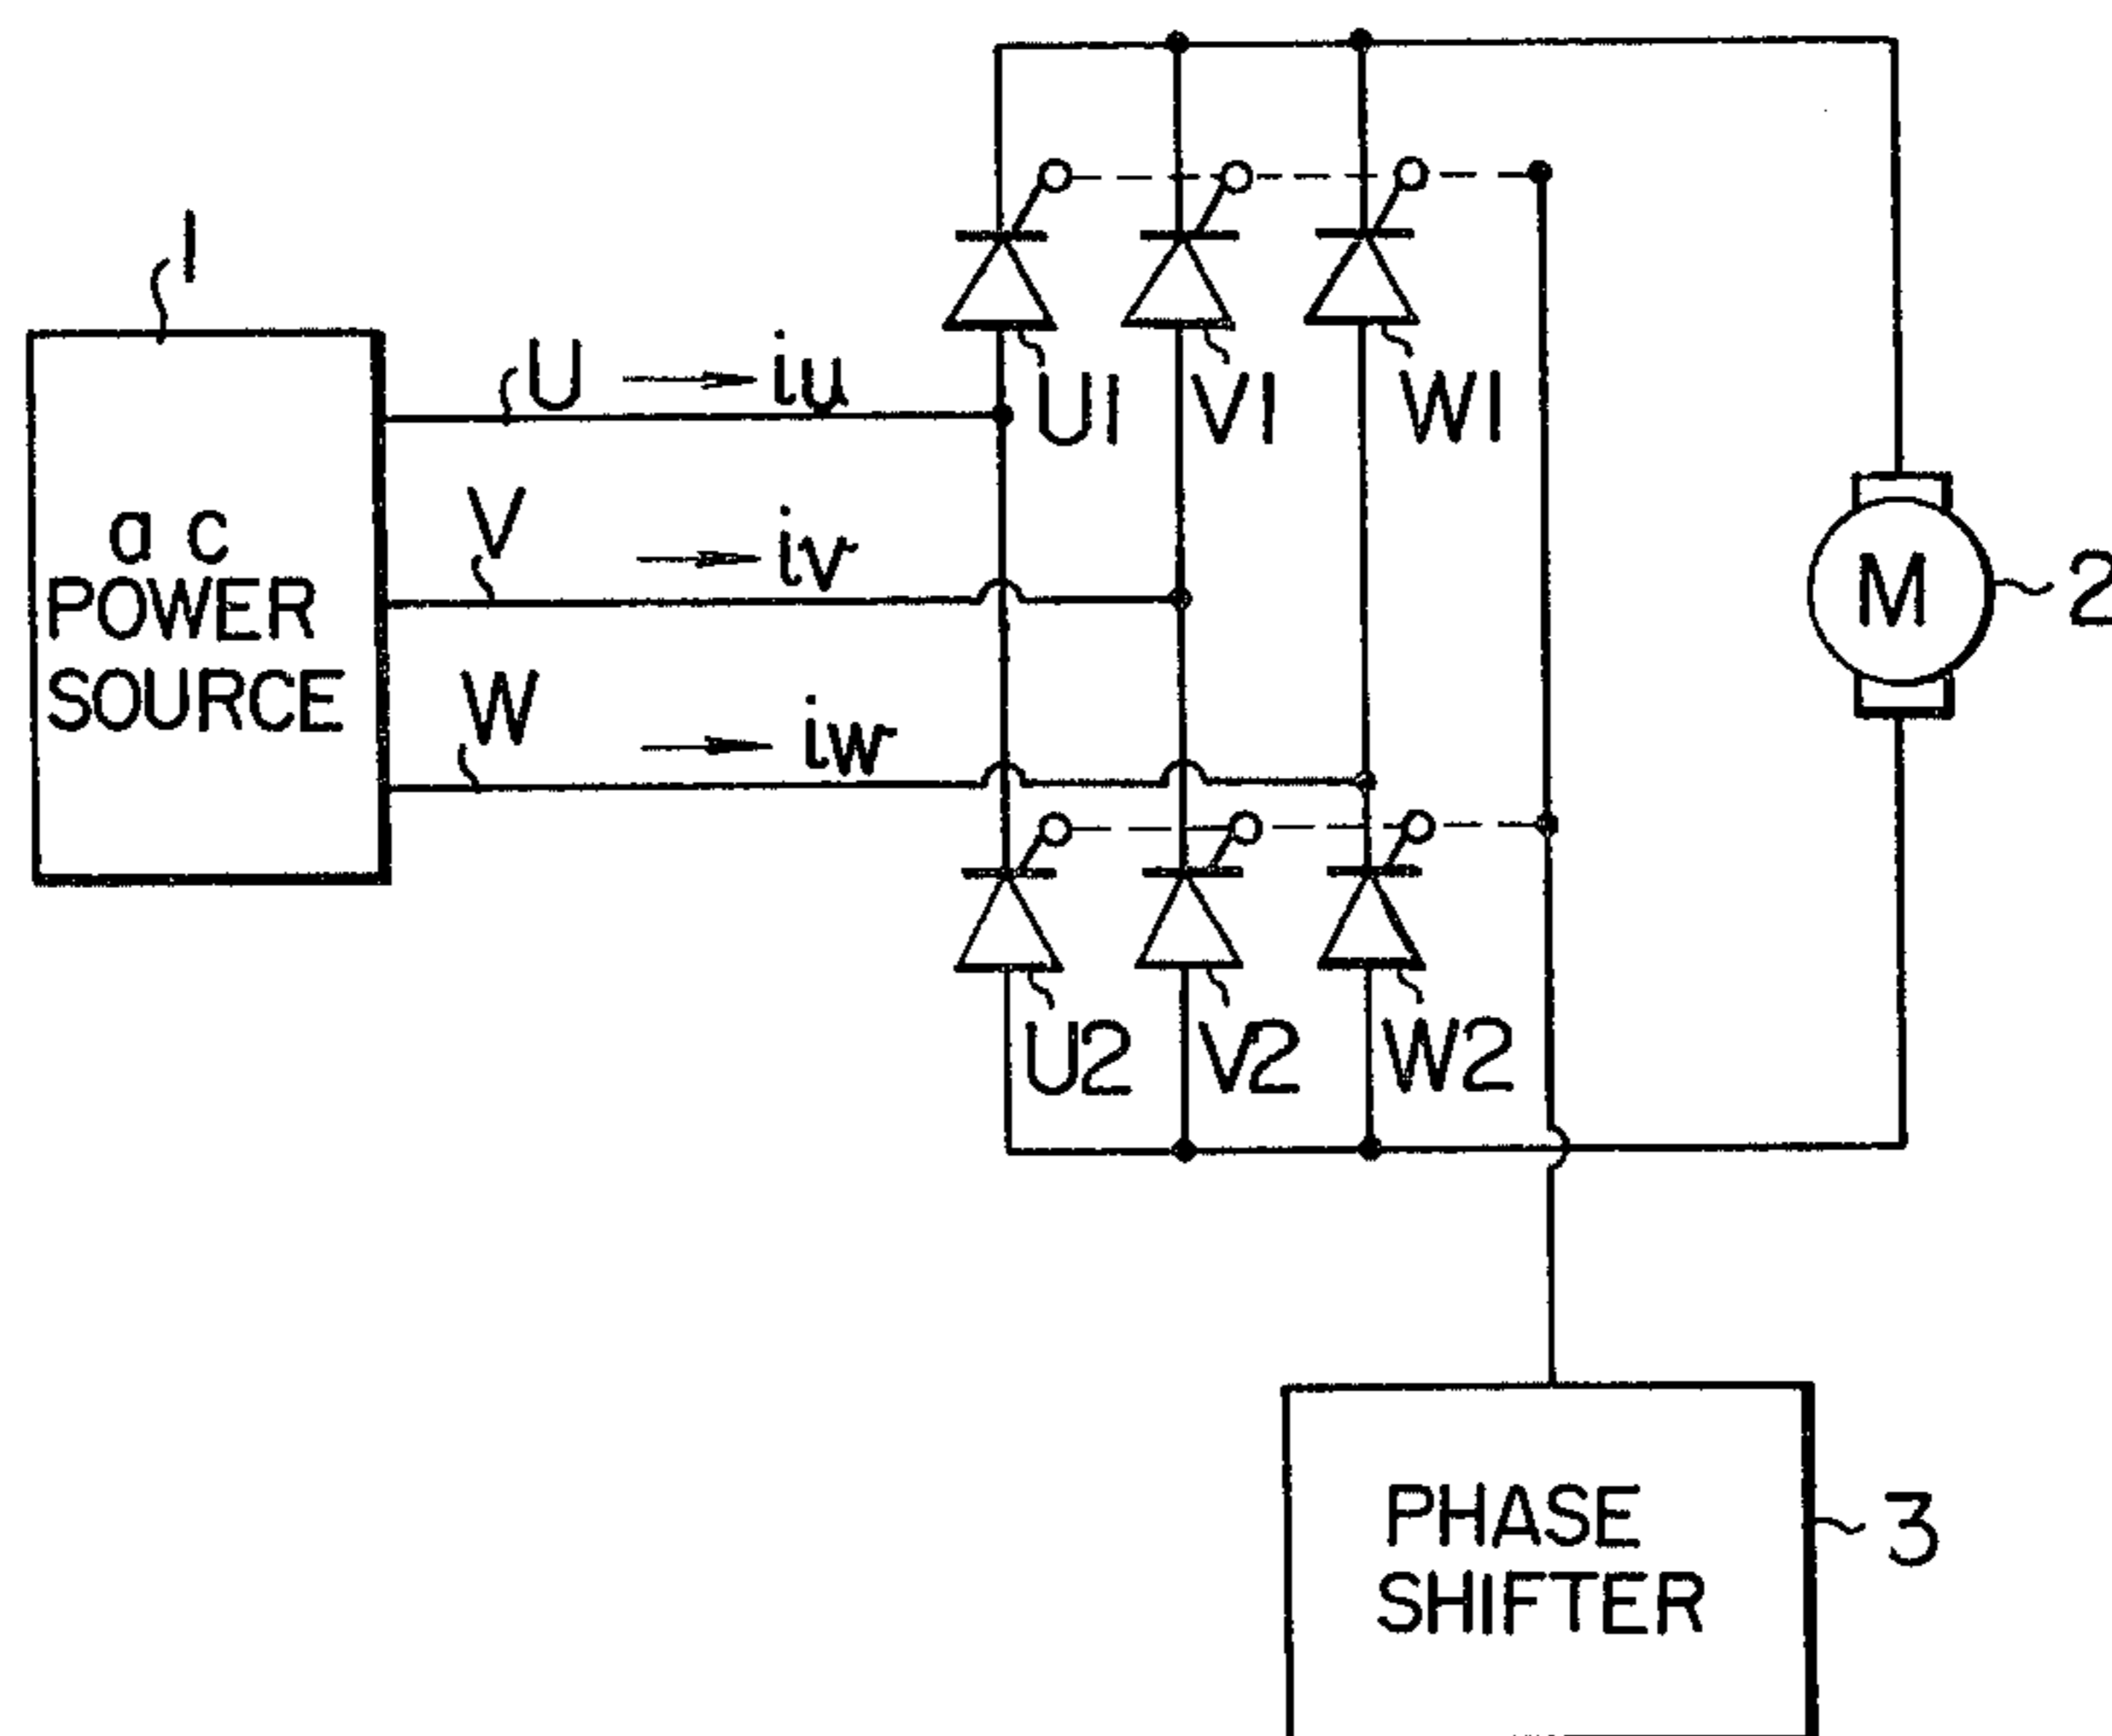 1
a c
POWER
SOURCE
U
iu
V
iv
W
iw
U1
V1
W1
M
2
U2
V2
W2
PHASE
SHIFTER
3